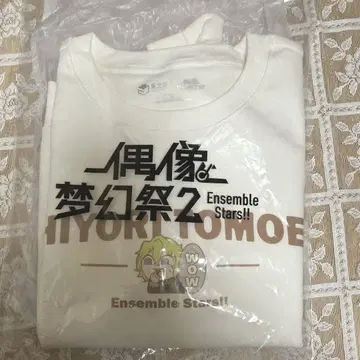 偶像
梦幻祭2
Ensemble
Stars!!
HIYORI TOMOE
WOW
Ensemble Stars!!